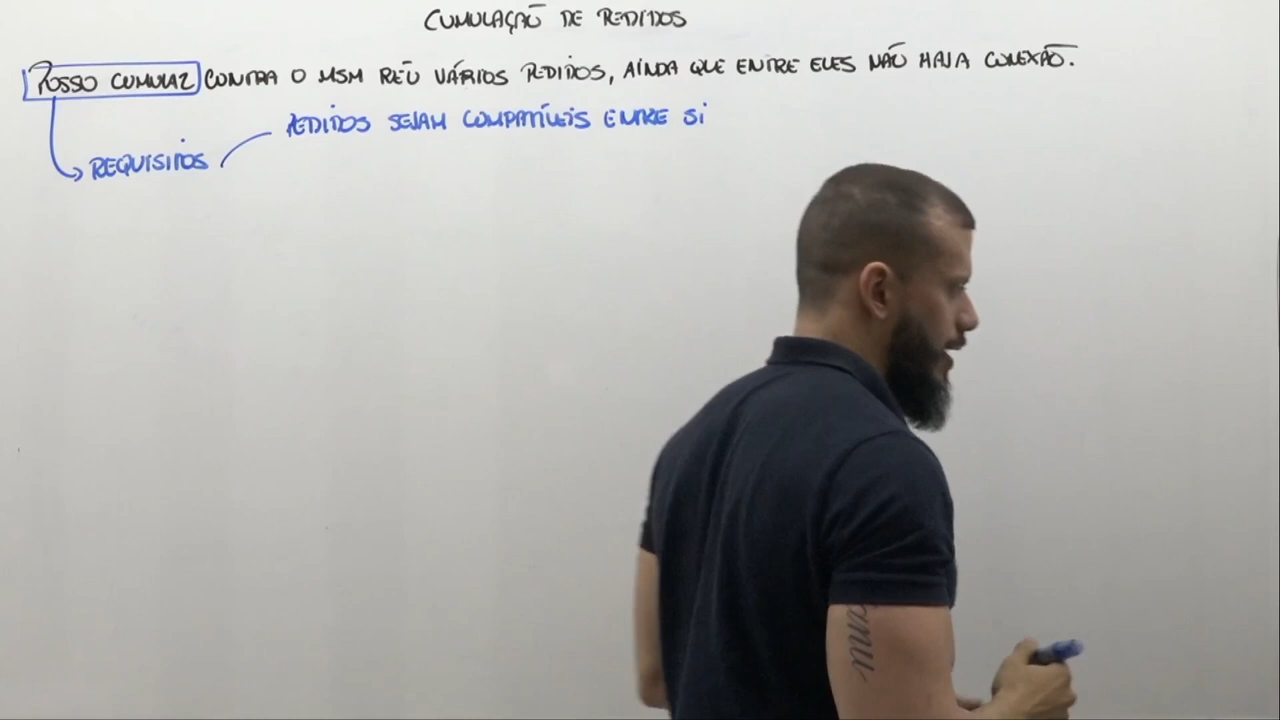 CUMULAÇÃO DE PEDIDOS
POSSO CUMULAR CONTRA O MSM RÉU VÁRIOS PEDIDOS, AINDA QUE ENTRE ELES NÃO HAJA CONEXÃO.
PEDIDOS SEJAM COMPATÍVEIS ENTRE SI
REQUISITOS